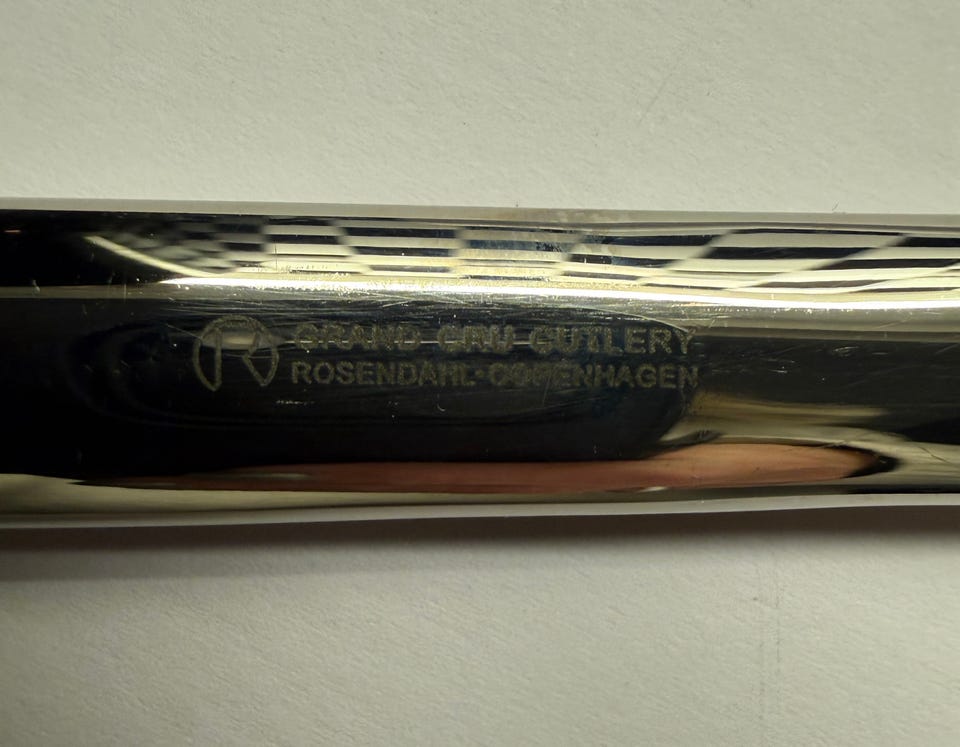 R GRAND CRU CUTLERY
ROSENDAHL·COPENHAGEN